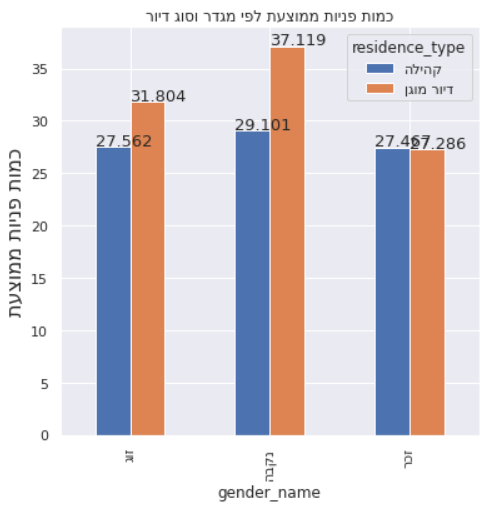 כמות פניות ממוצעת לפי מגדר וסוג דיור
כמות פניות ממוצעת
35
30
25
20
15
10
5
0
residence_type
קהילה
דיור מוגן
27.562
31.804
29.101
37.119
27.467
27.286
זוג
נקבה
זכר
gender_name